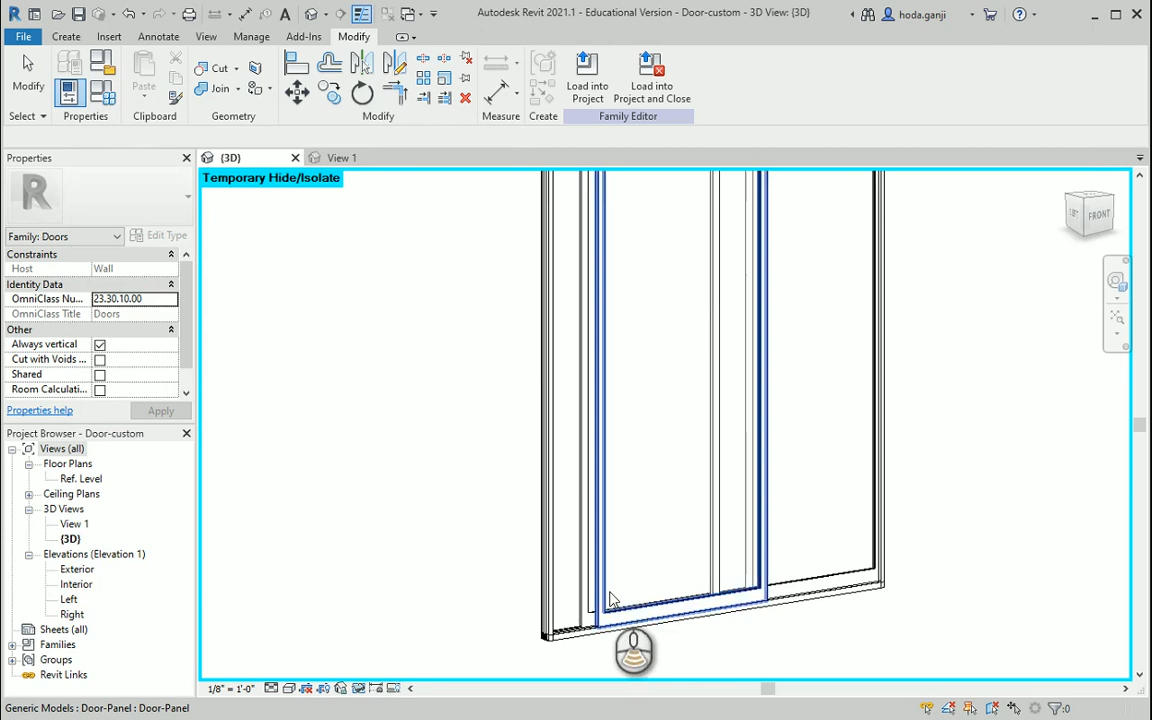 Autodesk Revit 2021.1 - Educational Version - Door-custom - 3D View: {3D}
hoda.ganji
File
Create
Insert
Annotate
View
Manage
Add-Ins
Modify
Modify
Select
Properties
Paste
Clipboard
Cut
Join
Geometry
Modify
Measure
Create
Load into
Project
Load into
Project and Close
Family Editor
Properties
{3D}
View 1
Temporary Hide/Isolate
FRONT
Family: Doors
Edit Type
Constraints
Host
Wall
Identity Data
OmniClass Nu...
23.30.10.00
OmniClass Title
Doors
Other
Always vertical
Cut with Voids ...
Shared
Room Calculati...
Properties help
Apply
Project Browser - Door-custom
Views (all)
Floor Plans
Ref. Level
Ceiling Plans
3D Views
View 1
{3D}
Elevations (Elevation 1)
Exterior
Interior
Left
Right
Sheets (all)
Families
Groups
Revit Links
1/8" = 1'-0"
Generic Models : Door-Panel : Door-Panel
:0